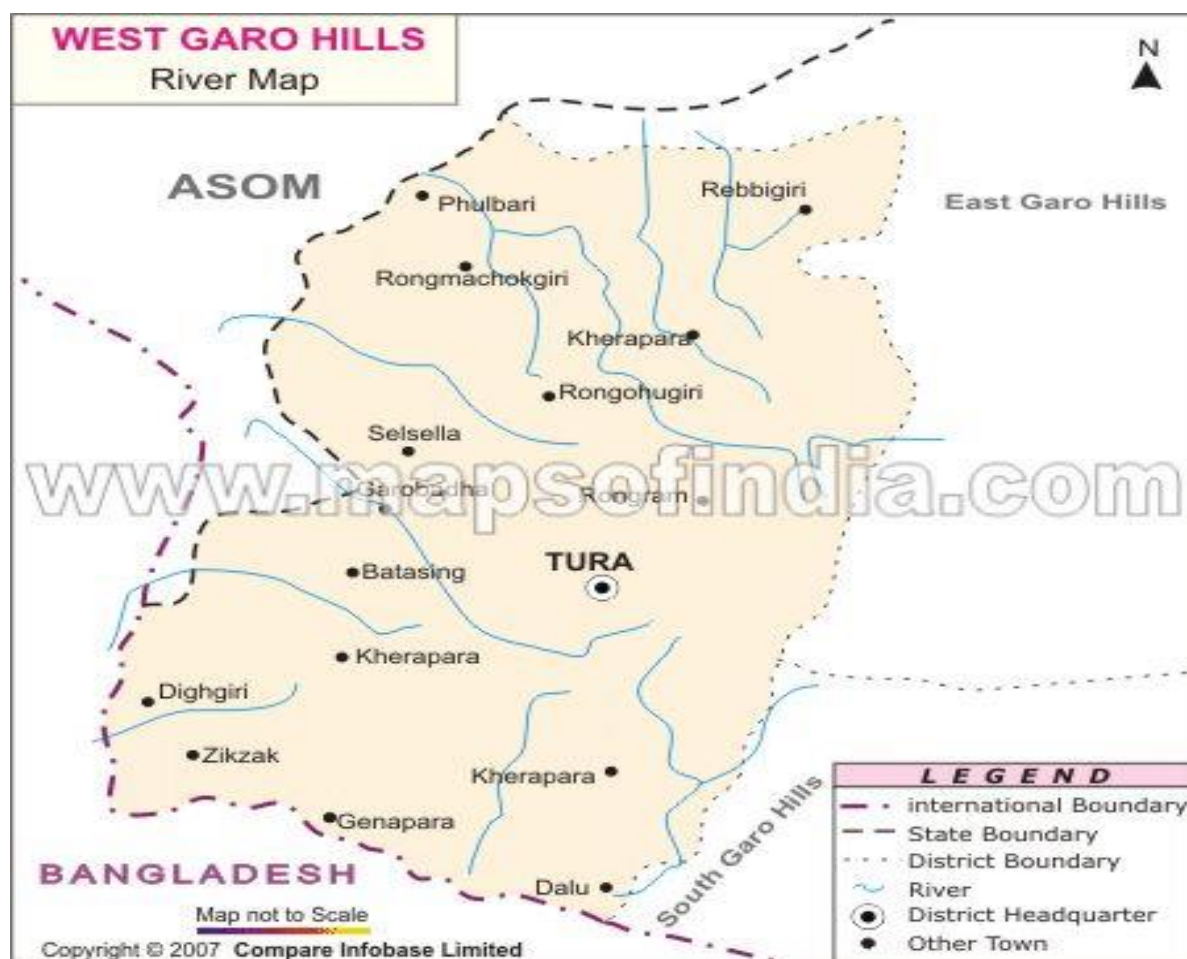 WEST GARO HILLS
River Map
N
ASOM
Phulbari
Rebbigiri
East Garo Hills
Rongmachokgiri
Kherapara
Rongohugiri
Selsella
www.mapsofindia.com
Garobadha
Rongram
TURA
Batasing
Kherapara
Dighgiri
Zikzak
Kherapara
Genapara
Dalu
South Garo Hills
BANGLADESH
Map not to Scale
Copyright © 2007 Compare Infobase Limited
LEGEND
international Boundary
State Boundary
District Boundary
River
District Headquarter
Other Town